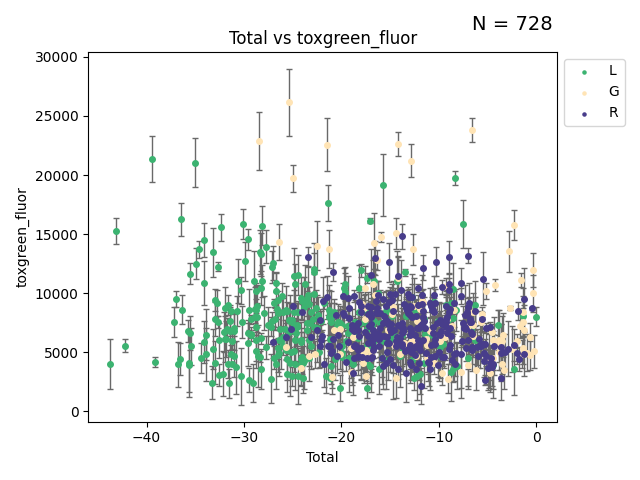 N = 728
Total vs toxgreen_fluor
30000
25000
20000
15000
10000
5000
0
toxgreen_fluor
−40
−30
−20
−10
0
Total
L
G
R